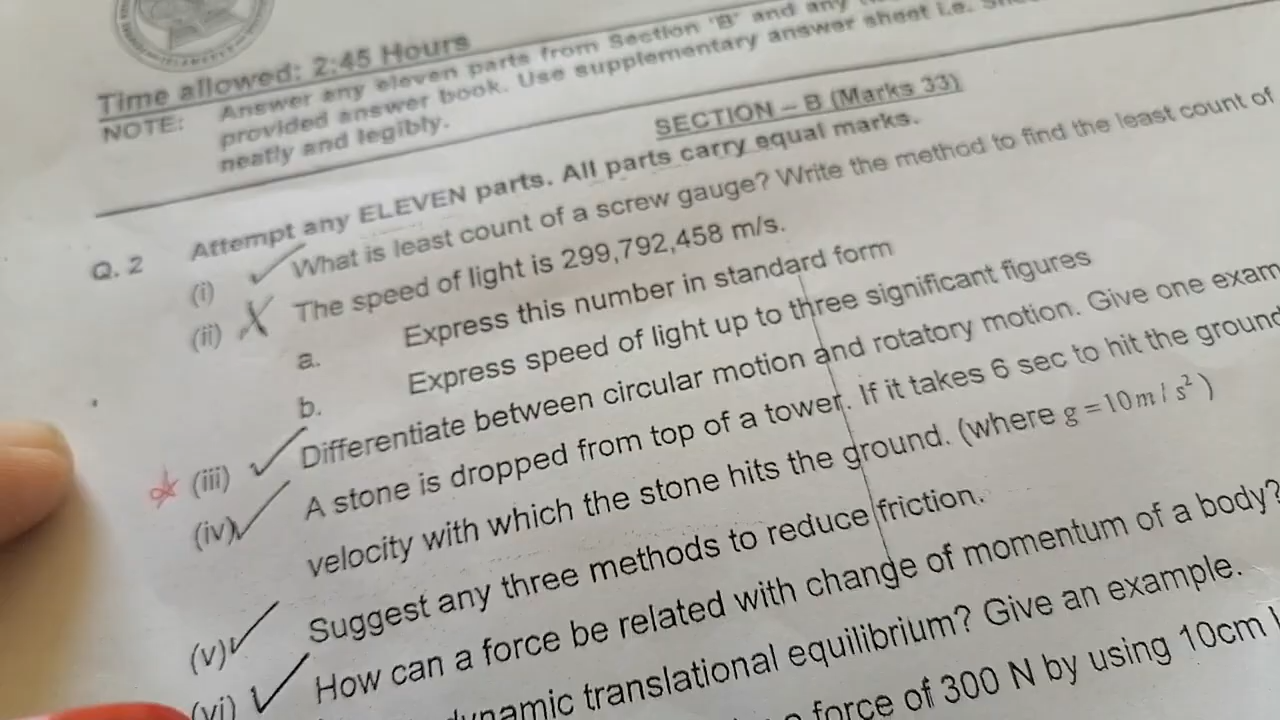 Time allowed: 2:45 Hours
NOTE: Answer any eleven parts from Section 'B' and any
provided answer book. Use supplementary answer sheet i.e.
neatly and legibly.
SECTION – B (Marks 33)
Q. 2 Attempt any ELEVEN parts. All parts carry equal marks.
(i) What is least count of a screw gauge? Write the method to find the least count of
(ii) The speed of light is 299,792,458 m/s.
a. Express this number in standard form
b. Express speed of light up to three significant figures
(iii) Differentiate between circular motion and rotatory motion. Give one exam
(iv) A stone is dropped from top of a tower. If it takes 6 sec to hit the ground
velocity with which the stone hits the ground. (where g = 10 m / s² )
(v) Suggest any three methods to reduce friction.
(vi) How can a force be related with change of momentum of a body?
ynamic translational equilibrium? Give an example.
force of 300 N by using 10cm